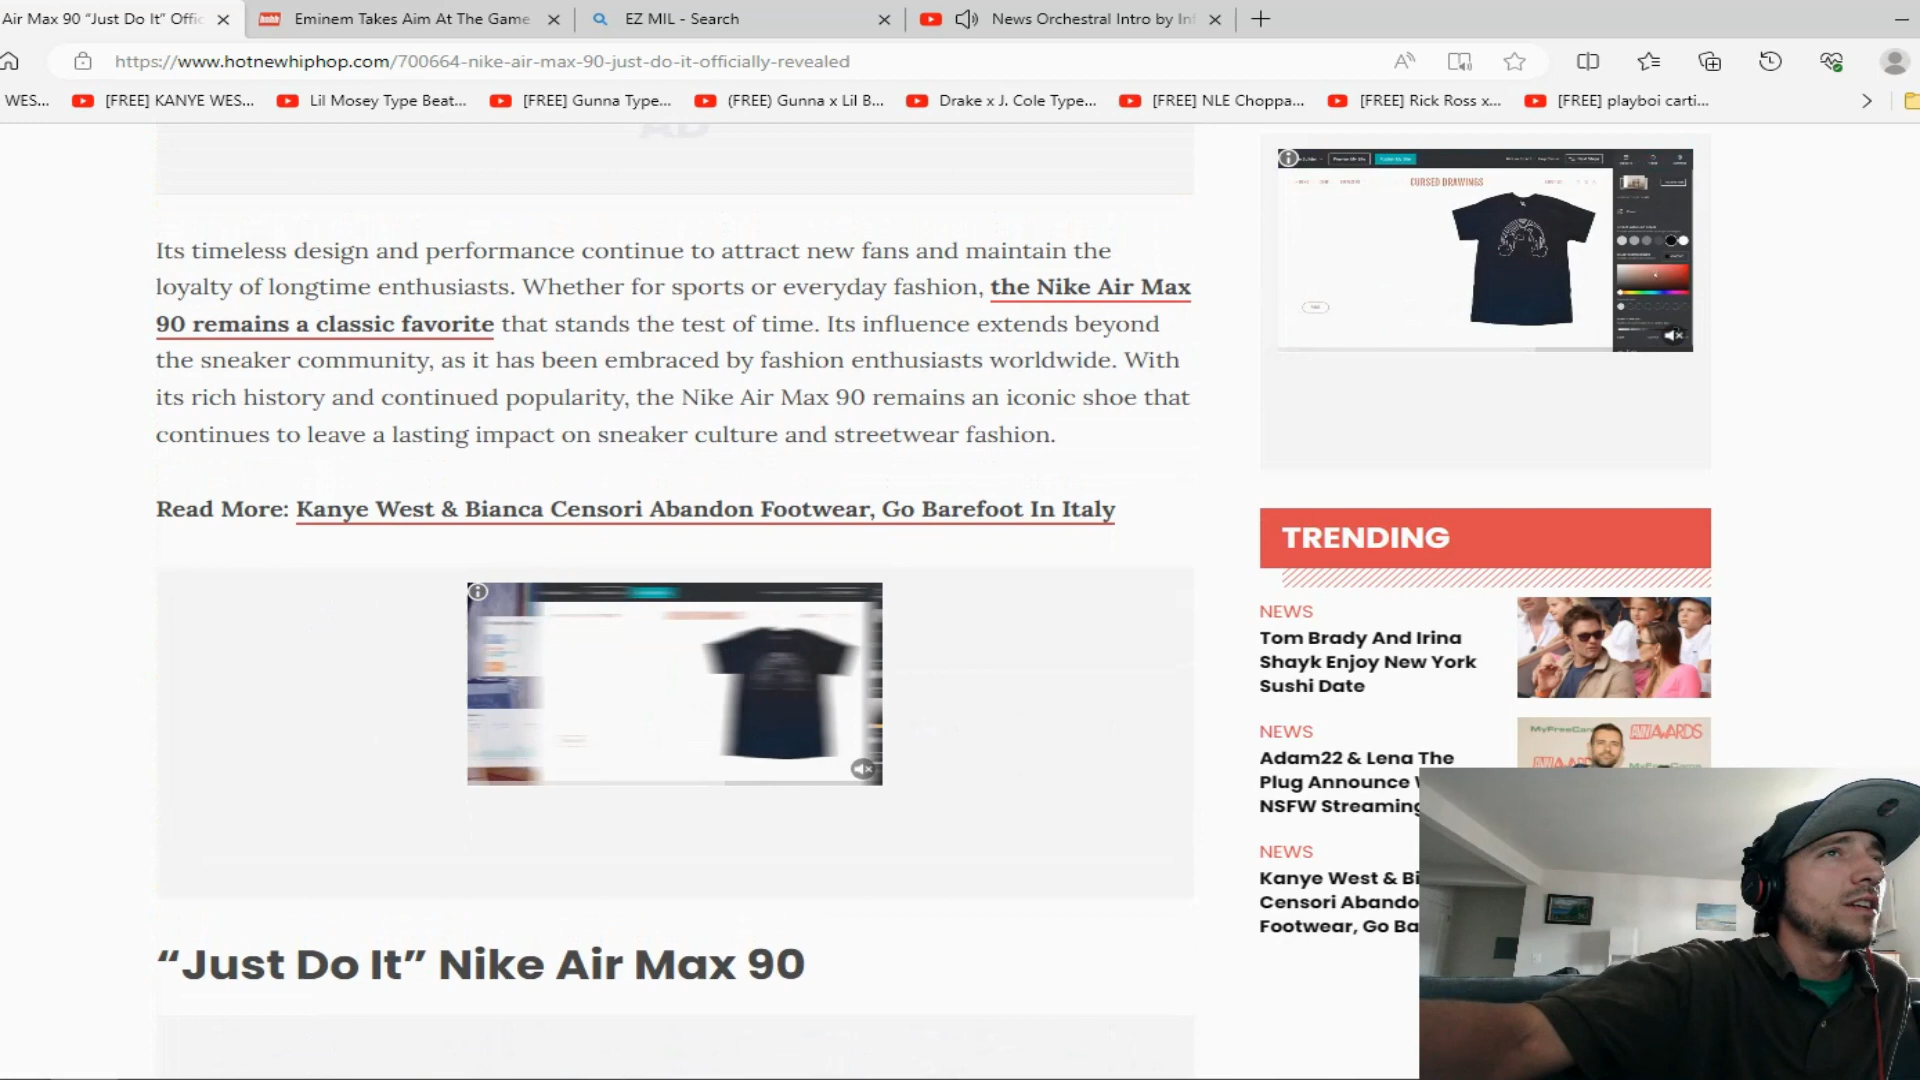 Air Max 90 “Just Do It” Offic
Eminem Takes Aim At The Game
EZ MIL - Search
News Orchestral Intro by In
https://www.hotnewhiphop.com/700664-nike-air-max-90-just-do-it-officially-revealed
WES...
[FREE] KANYE WES...
Lil Mosey Type Beat...
[FREE] Gunna Type...
(FREE) Gunna x Lil B...
Drake x J. Cole Type...
[FREE] NLE Choppa...
[FREE] Rick Ross x...
[FREE] playboi carti...
AD
CURSED DRAWINGS
Its timeless design and performance continue to attract new fans and maintain the
loyalty of longtime enthusiasts. Whether for sports or everyday fashion, the Nike Air Max
90 remains a classic favorite that stands the test of time. Its influence extends beyond
the sneaker community, as it has been embraced by fashion enthusiasts worldwide. With
its rich history and continued popularity, the Nike Air Max 90 remains an iconic shoe that
continues to leave a lasting impact on sneaker culture and streetwear fashion.
Read More: Kanye West & Bianca Censori Abandon Footwear, Go Barefoot In Italy
“Just Do It” Nike Air Max 90
TRENDING
NEWS
Tom Brady And Irina
Shayk Enjoy New York
Sushi Date
NEWS
Adam22 & Lena The
Plug Announce
NSFW Streaming
NEWS
Kanye West & Bi
Censori Abando
Footwear, Go Ba
MyFreeCam
AWARDS